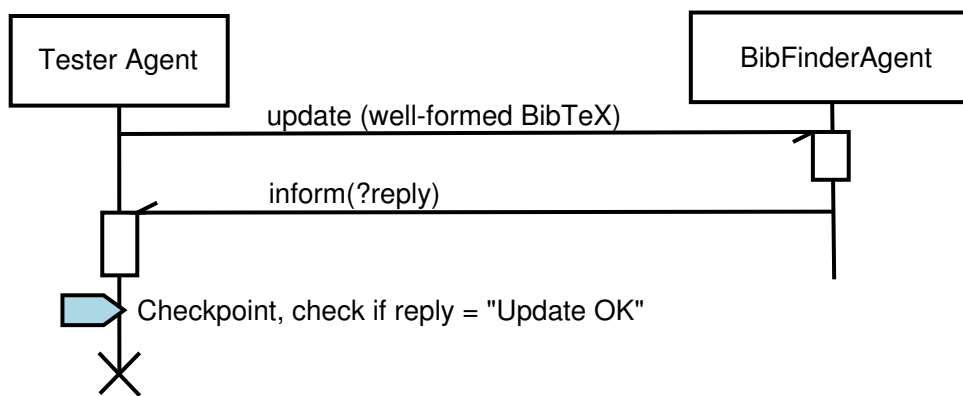 Tester Agent
BibFinderAgent
update (well-formed BibTeX)
inform(?reply)
Checkpoint, check if reply = "Update OK"